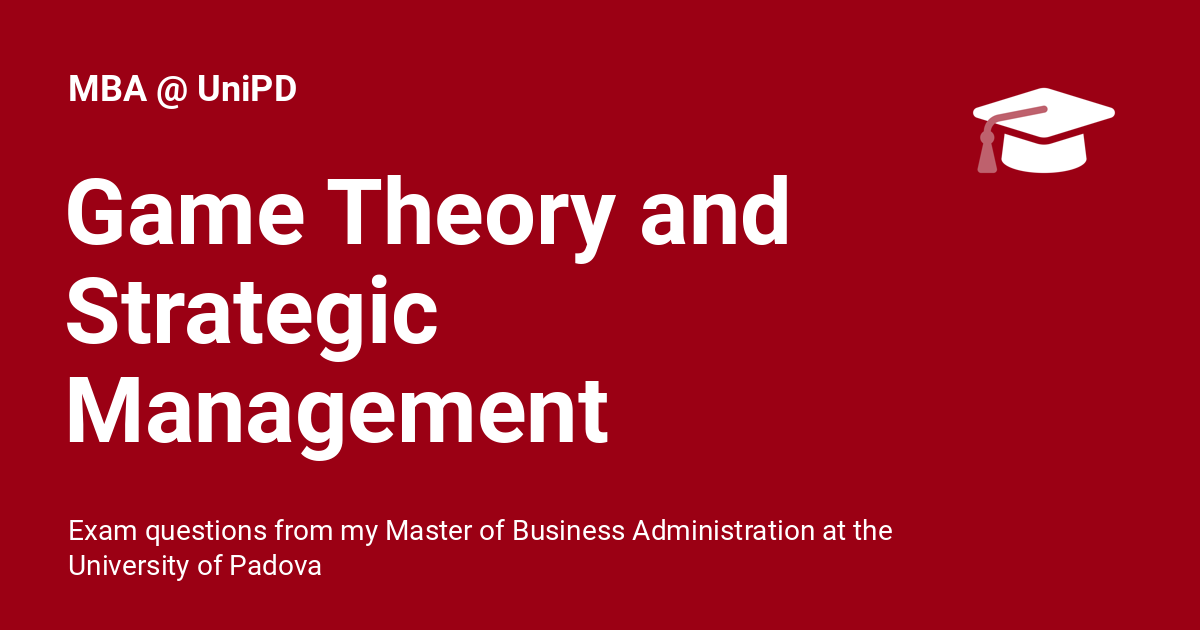 MBA @ UniPD
Game Theory and
Strategic
Management
Exam questions from my Master of Business Administration at the
University of Padova